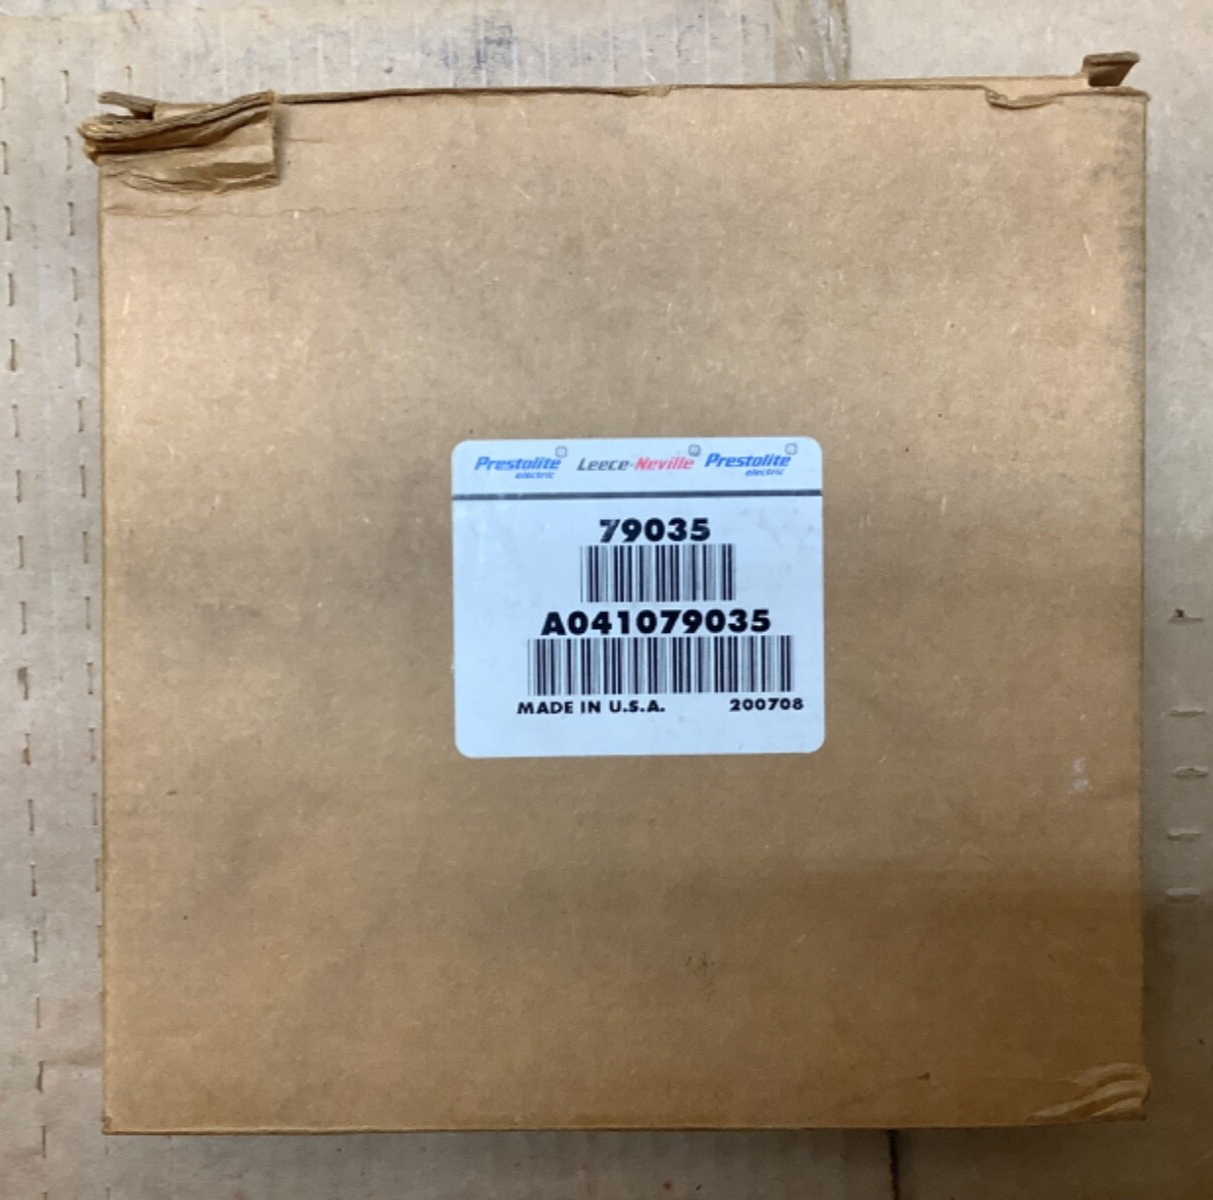 Prestolite electric Leece-Neville Prestolite electric
79035
A041079035
MADE IN U.S.A. 200708